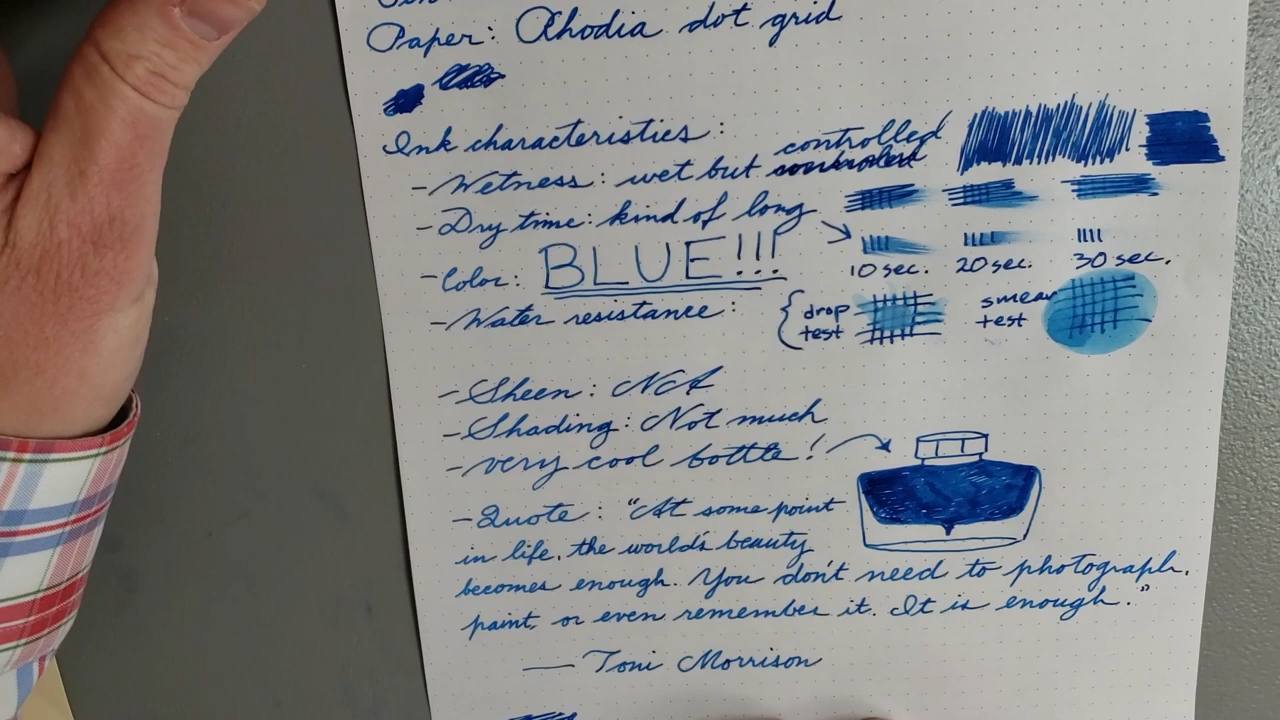 Paper: Rhodia dot grid
Ink characteristics:
controlled
- Wetness: wet but
- Dry time: kind of long
10 sec. 20 sec. 30 sec.
- Color: BLUE!!!
- Water resistance: { drop test smear test
- Sheen: NA
- Shading: Not much
- very cool bottle!
- Quote: "At some point
in life, the world's beauty
becomes enough. You don't need to photograph,
paint, or even remember it. It is enough."
— Toni Morrison